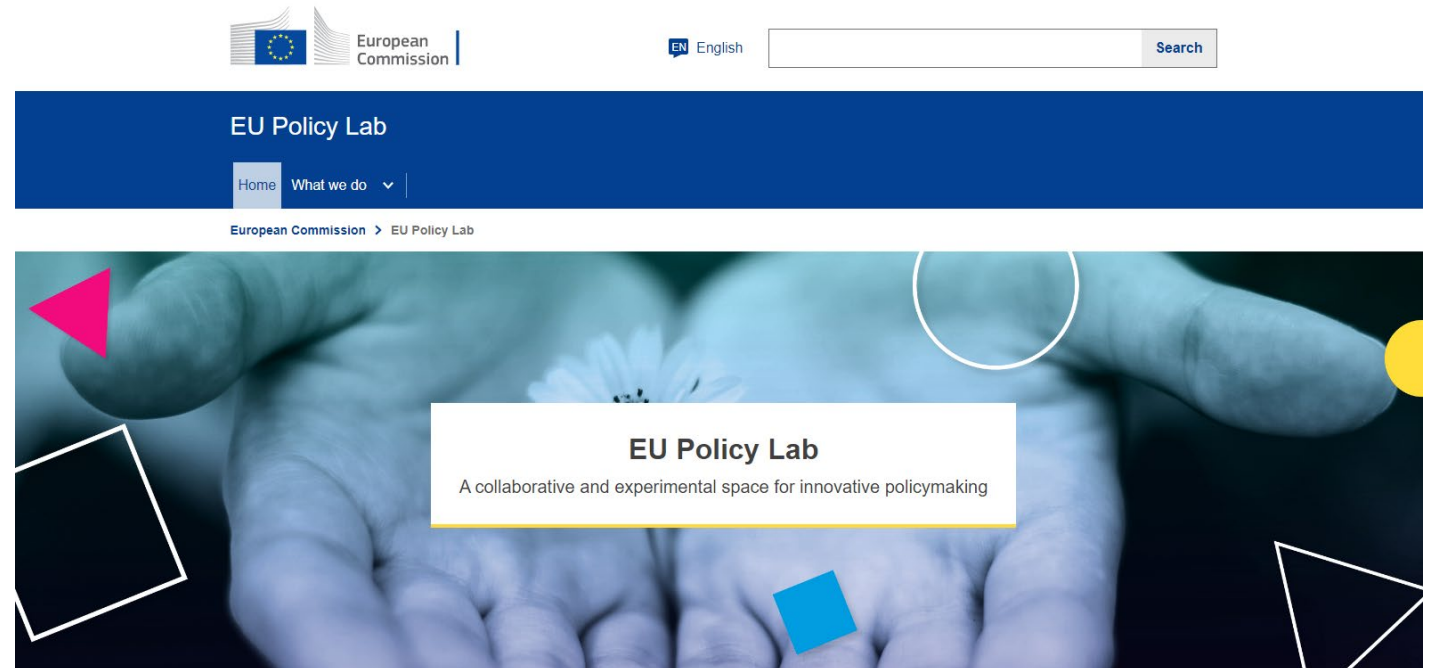 European
Commission
EN English
Search
EU Policy Lab
Home What we do
European Commission > EU Policy Lab
EU Policy Lab
A collaborative and experimental space for innovative policymaking